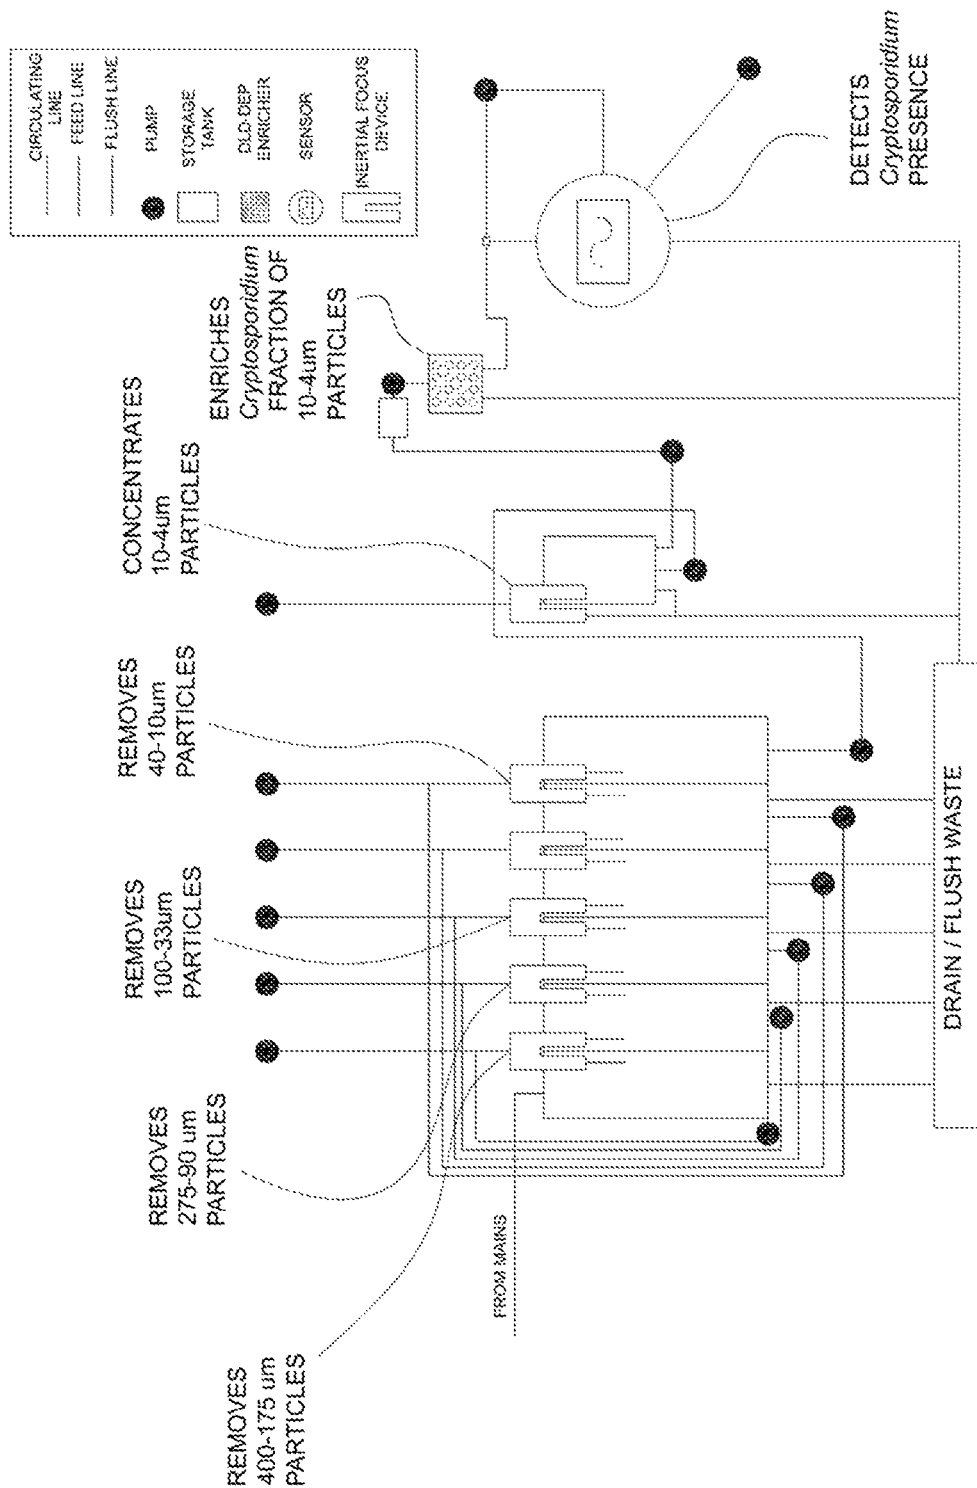 REMOVES
400-175 um
PARTICLES
REMOVES
275-90 um
PARTICLES
REMOVES
100-33um
PARTICLES
REMOVES
40-10um
PARTICLES
CONCENTRATES
10-4um
PARTICLES
ENRICHES
Cryptosporidium
FRACTION OF
10-4um
PARTICLES
CIRCULATING
LINE
FEED LINE
FLUSH LINE
PUMP
STORAGE
TANK
DLD-DEP
ENRICHER
SENSOR
INERTIAL FOCUS
DEVICE
FROM MAINS
DETECTS
Cryptosporidium
PRESENCE
DRAIN / FLUSH WASTE